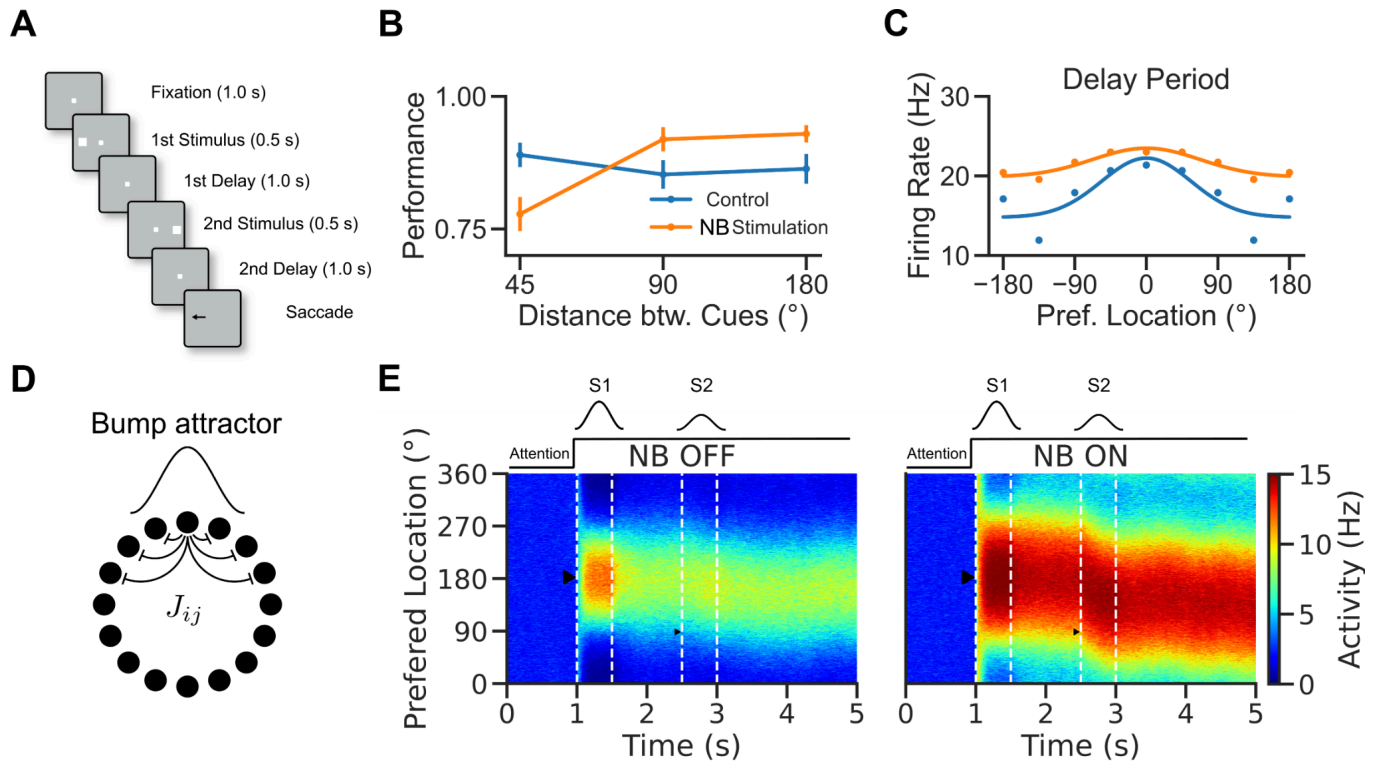 A
Fixation (1.0 s)
1st Stimulus (0.5 s)
1st Delay (1.0 s)
2nd Stimulus (0.5 s)
2nd Delay (1.0 s)
Saccade
B
Performance
1.00
0.75
Control
NB Stimulation
45
90
180
Distance btw. Cues (°)
C
Delay Period
Firing Rate (Hz)
30
20
10
−180
−90
0
90
180
Pref. Location (°)
D
Bump attractor
J_{ij}
E
S1
S2
Attention
NB OFF
Prefered Location (°)
360
270
180
90
0
0
1
2
3
4
5
Time (s)
S1
S2
Attention
NB ON
0
1
2
3
4
5
Time (s)
15
10
5
0
Activity (Hz)